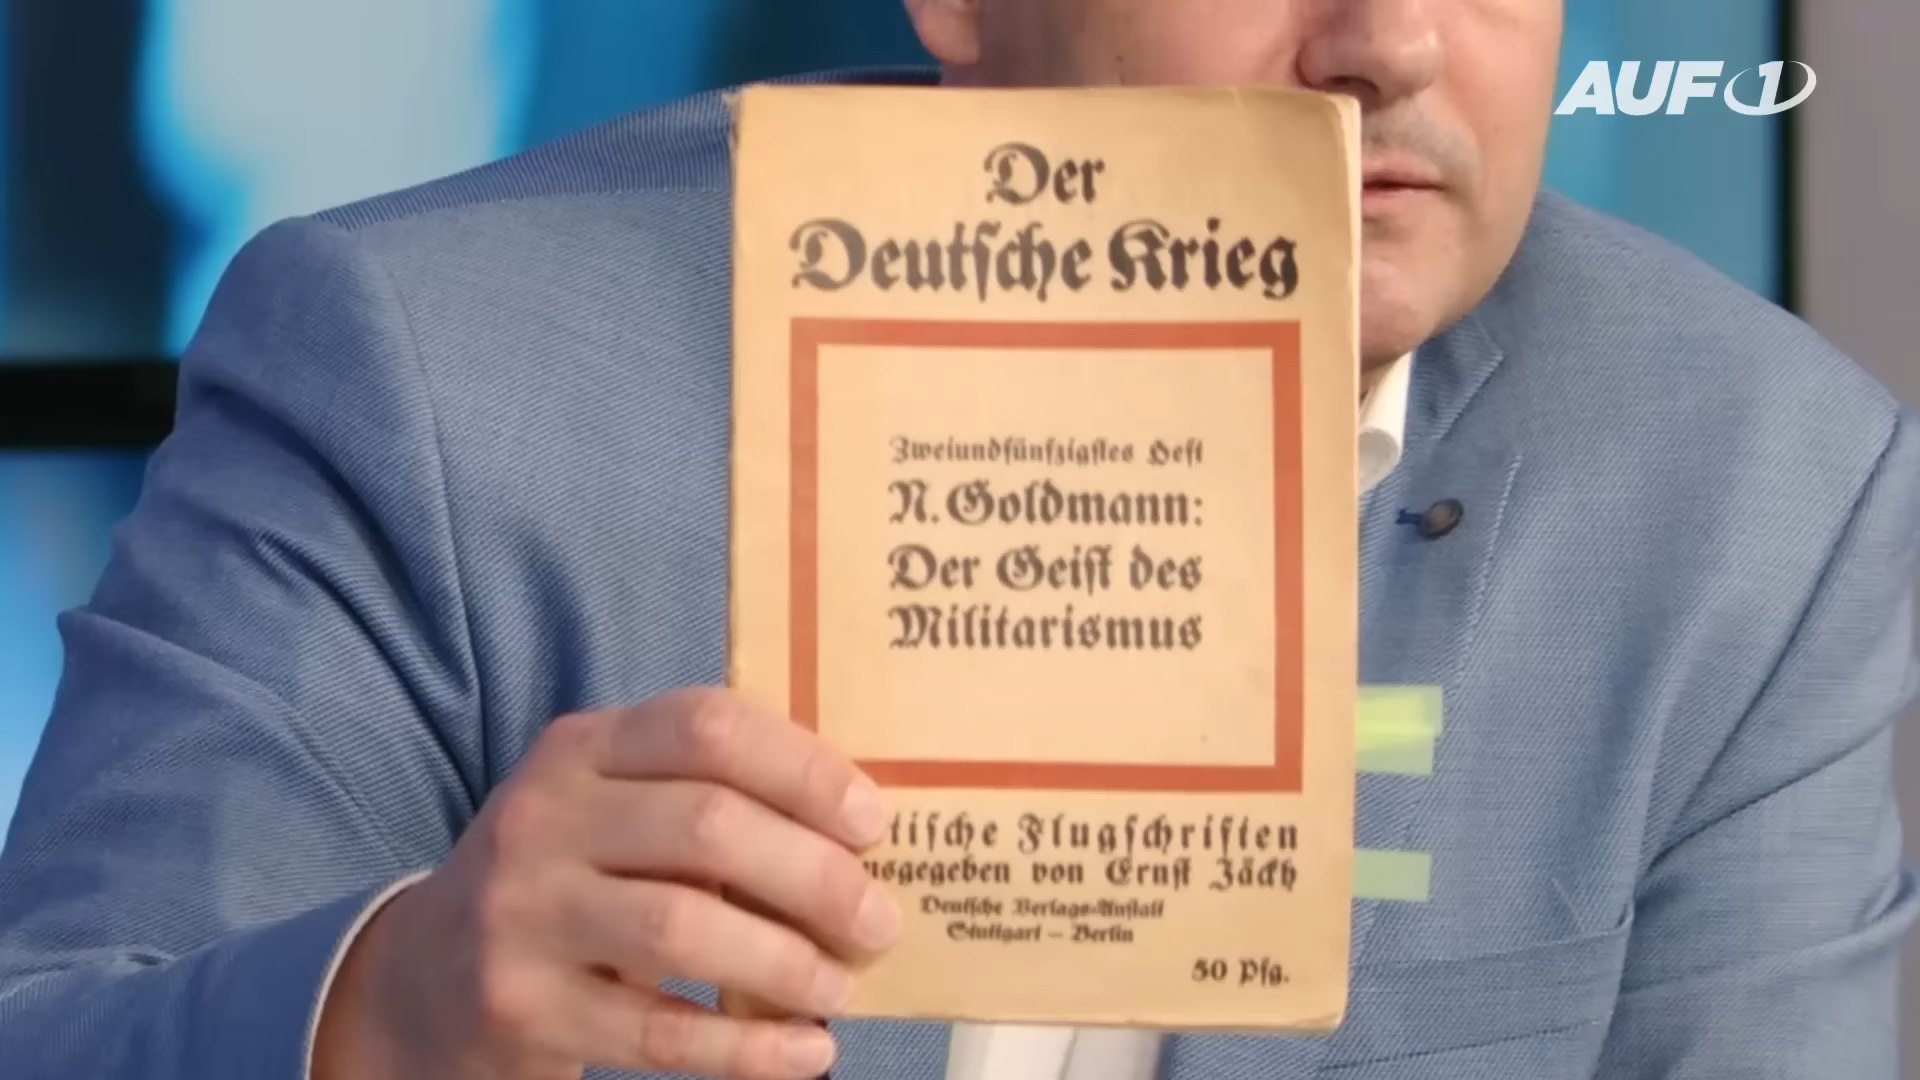 AUF1
Der
Deutsche Krieg
Zweiundfünfzigstes Heft
N. Goldmann:
Der Geist des
Militarismus
tische Flugschriften
usgegeben von Ernst Jäckh
Deutsche Verlags-Anstalt
Stuttgart – Berlin
50 Pfg.